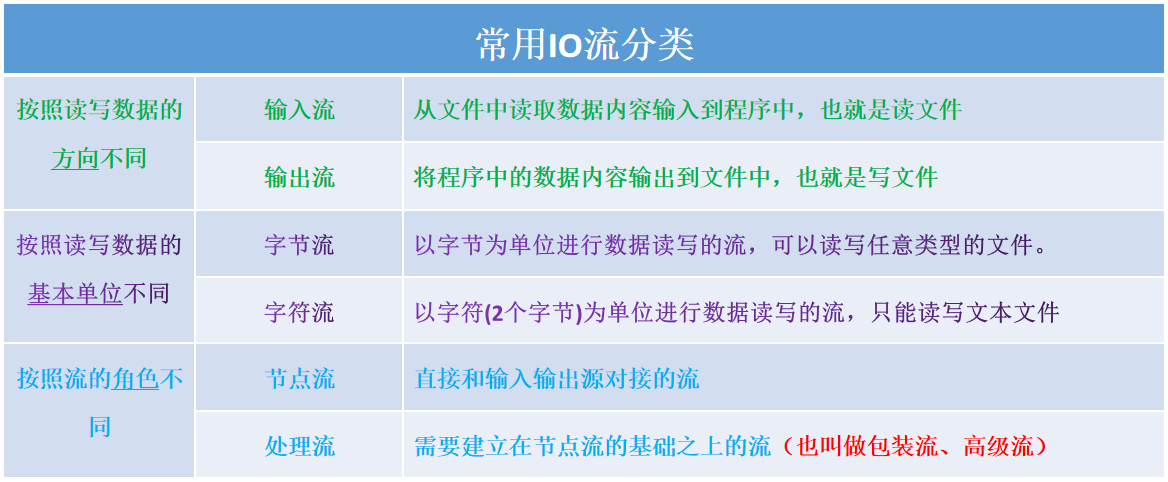 常用IO流分类
按照读写数据的
方向不同
输入流
从文件中读取数据内容输入到程序中，也就是读文件
输出流
将程序中的数据内容输出到文件中，也就是写文件
按照读写数据的
基本单位不同
字节流
以字节为单位进行数据读写的流，可以读写任意类型的文件。
字符流
以字符(2个字节)为单位进行数据读写的流，只能读写文本文件
按照流的角色不
同
节点流
直接和输入输出源对接的流
处理流
需要建立在节点流的基础之上的流（也叫做包装流、高级流）